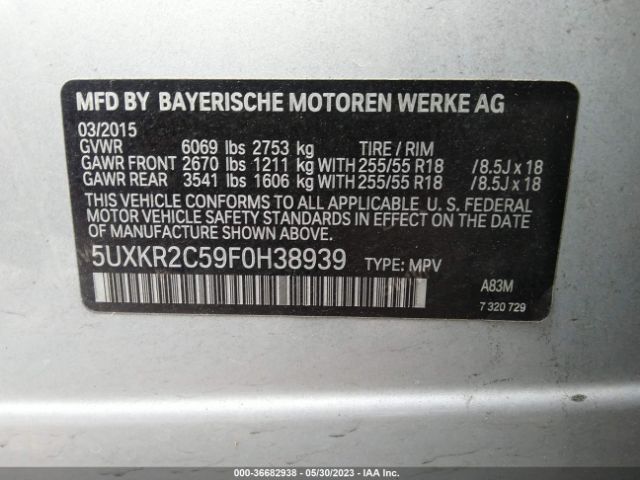 MFD BY BAYERISCHE MOTOREN WERKE AG
03/2015
GVWR 6069 lbs 2753 kg TIRE / RIM
GAWR FRONT 2670 lbs 1211 kg WITH 255/55 R18 / 8.5J x 18
GAWR REAR 3541 lbs 1606 kg WITH 255/55 R18 / 8.5J x 18
THIS VEHICLE CONFORMS TO ALL APPLICABLE U. S. FEDERAL
MOTOR VEHICLE SAFETY STANDARDS IN EFFECT ON THE DATE
OF MANUFACTURE SHOWN ABOVE.
5UXKR2C59F0H38939 TYPE: MPV
A83M
7 320 729
000-36682938 - 05/30/2023 - IAA Inc.